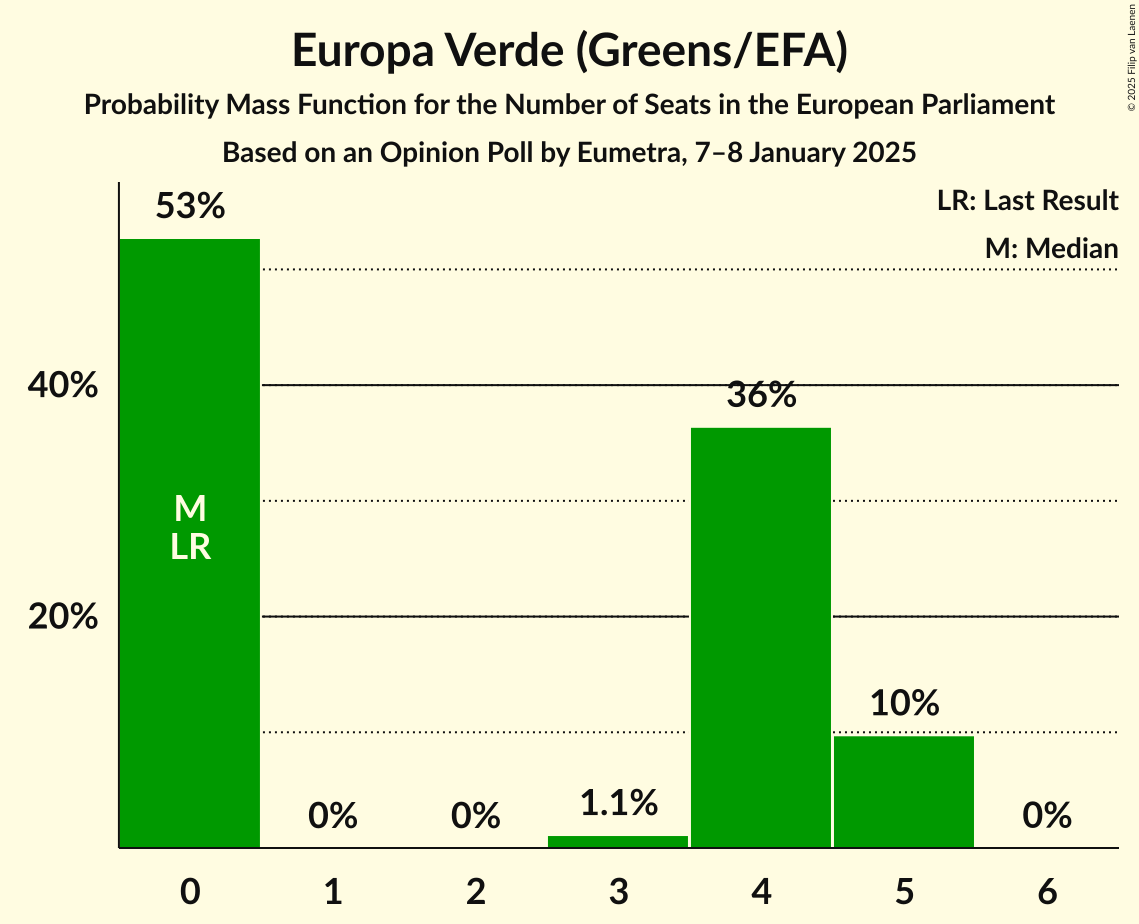 Europa Verde (Greens/EFA)
Probability Mass Function for the Number of Seats in the European Parliament
Based on an Opinion Poll by Eumetra, 7–8 January 2025
© 2025 Filip van Laenen
LR: Last Result
M: Median
53%
40%
36%
M
LR
20%
10%
1.1%
0%
0%
0%
0
1
2
3
4
5
6